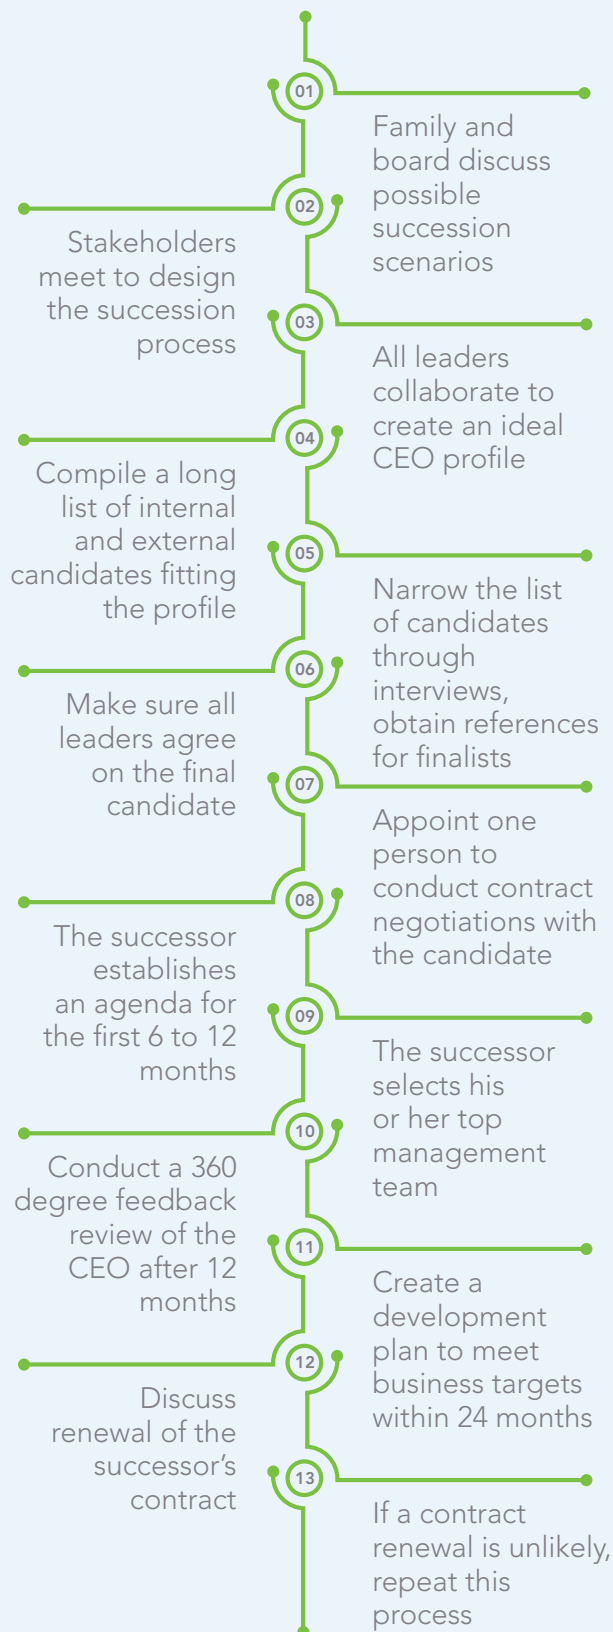 01
Family and
board discuss
possible
succession
scenarios
02
Stakeholders
meet to design
the succession
process
03
All leaders
collaborate to
create an ideal
CEO profile
04
Compile a long
list of internal
and external
candidates fitting
the profile
05
Narrow the list
of candidates
through
interviews,
obtain references
for finalists
06
Make sure all
leaders agree
on the final
candidate
07
Appoint one
person to
conduct contract
negotiations with
the candidate
08
The successor
establishes
an agenda for
the first 6 to 12
months
09
The successor
selects his
or her top
management
team
10
Conduct a 360
degree feedback
review of the
CEO after 12
months
11
Create a
development
plan to meet
business targets
within 24 months
12
Discuss
renewal of the
successor’s
contract
13
If a contract
renewal is unlikely,
repeat this
process